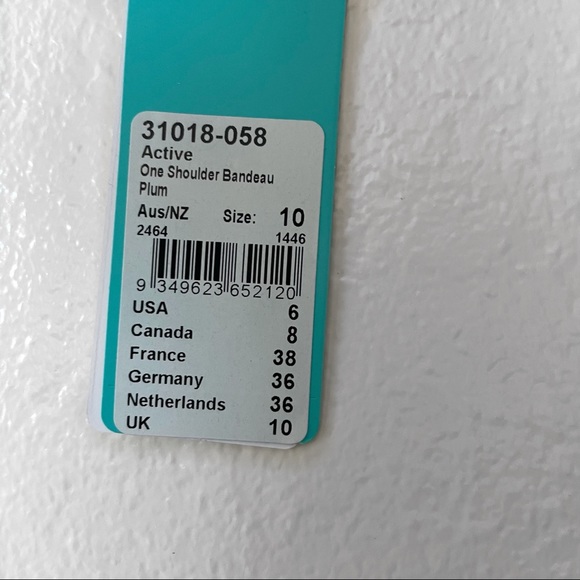 31018-058
Active
One Shoulder Bandeau
Plum
Aus/NZ Size: 10
2464 1446
9 349623 652120
USA 6
Canada 8
France 38
Germany 36
Netherlands 36
UK 10